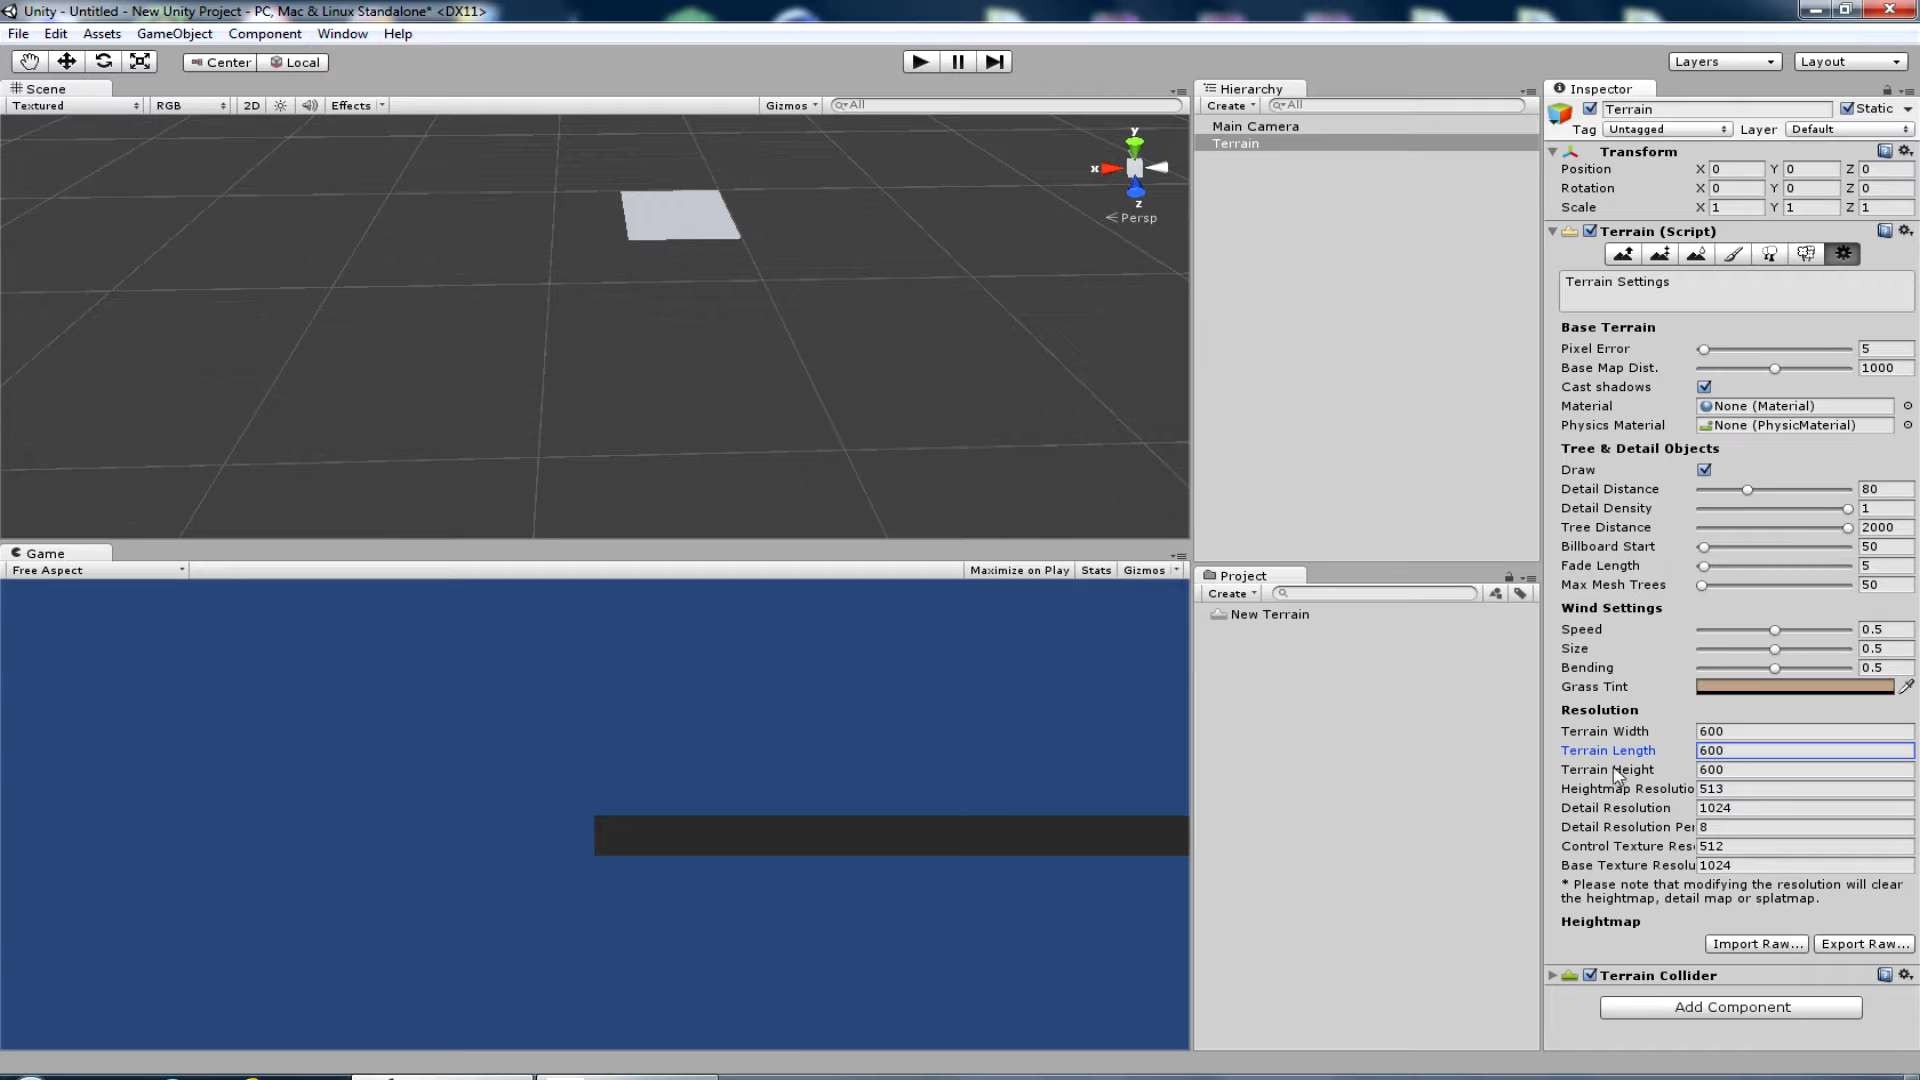 Unity - Untitled - New Unity Project - PC, Mac & Linux Standalone* <DX11>
File Edit Assets GameObject Component Window Help
Center Local Layers Layout
Scene
Textured RGB 2D Effects Gizmos All
y
x
z
Persp
Game
Free Aspect Maximize on Play Stats Gizmos
Hierarchy
Create All
Main Camera
Terrain
Project
Create
New Terrain
Inspector
Terrain Static
Tag Untagged Layer Default
Transform
Position X 0 Y 0 Z 0
Rotation X 0 Y 0 Z 0
Scale X 1 Y 1 Z 1
Terrain (Script)
Terrain Settings
Base Terrain
Pixel Error 5
Base Map Dist. 1000
Cast shadows
Material None (Material)
Physics Material None (PhysicMaterial)
Tree & Detail Objects
Draw
Detail Distance 80
Detail Density 1
Tree Distance 2000
Billboard Start 50
Fade Length 5
Max Mesh Trees 50
Wind Settings
Speed 0.5
Size 0.5
Bending 0.5
Grass Tint
Resolution
Terrain Width 600
Terrain Length 600
Terrain Height 600
Heightmap Resolutio 513
Detail Resolution 1024
Detail Resolution Per 8
Control Texture Res 512
Base Texture Resolu 1024
* Please note that modifying the resolution will clear
the heightmap, detail map or splatmap.
Heightmap
Import Raw... Export Raw...
Terrain Collider
Add Component